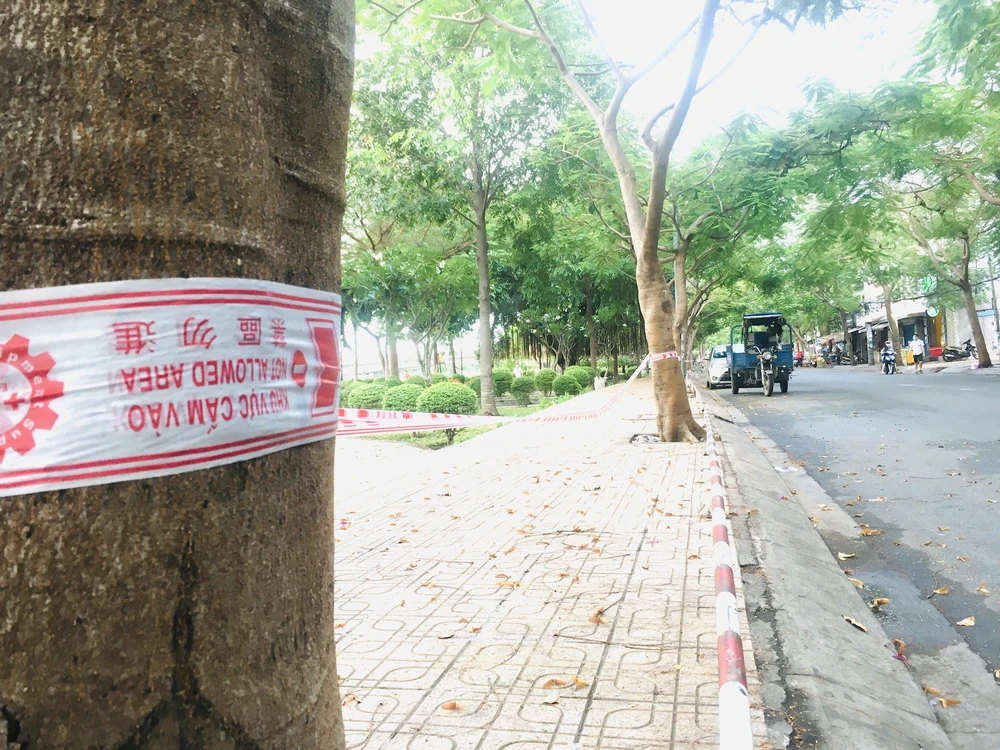 KHU VỰC CẤM VÀO
NOT ALLOWED AREA
禁區勿進